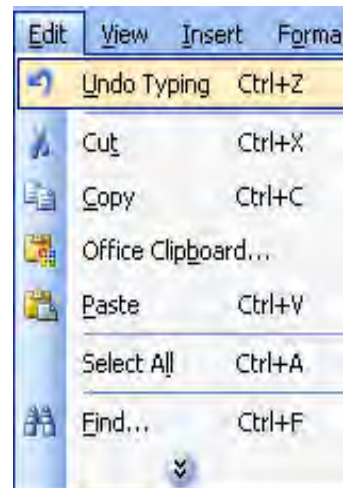 Edit View Insert Forma
Undo Typing Ctrl+Z
Cut Ctrl+X
Copy Ctrl+C
Office Clipboard...
Paste Ctrl+V
Select All Ctrl+A
Find... Ctrl+F